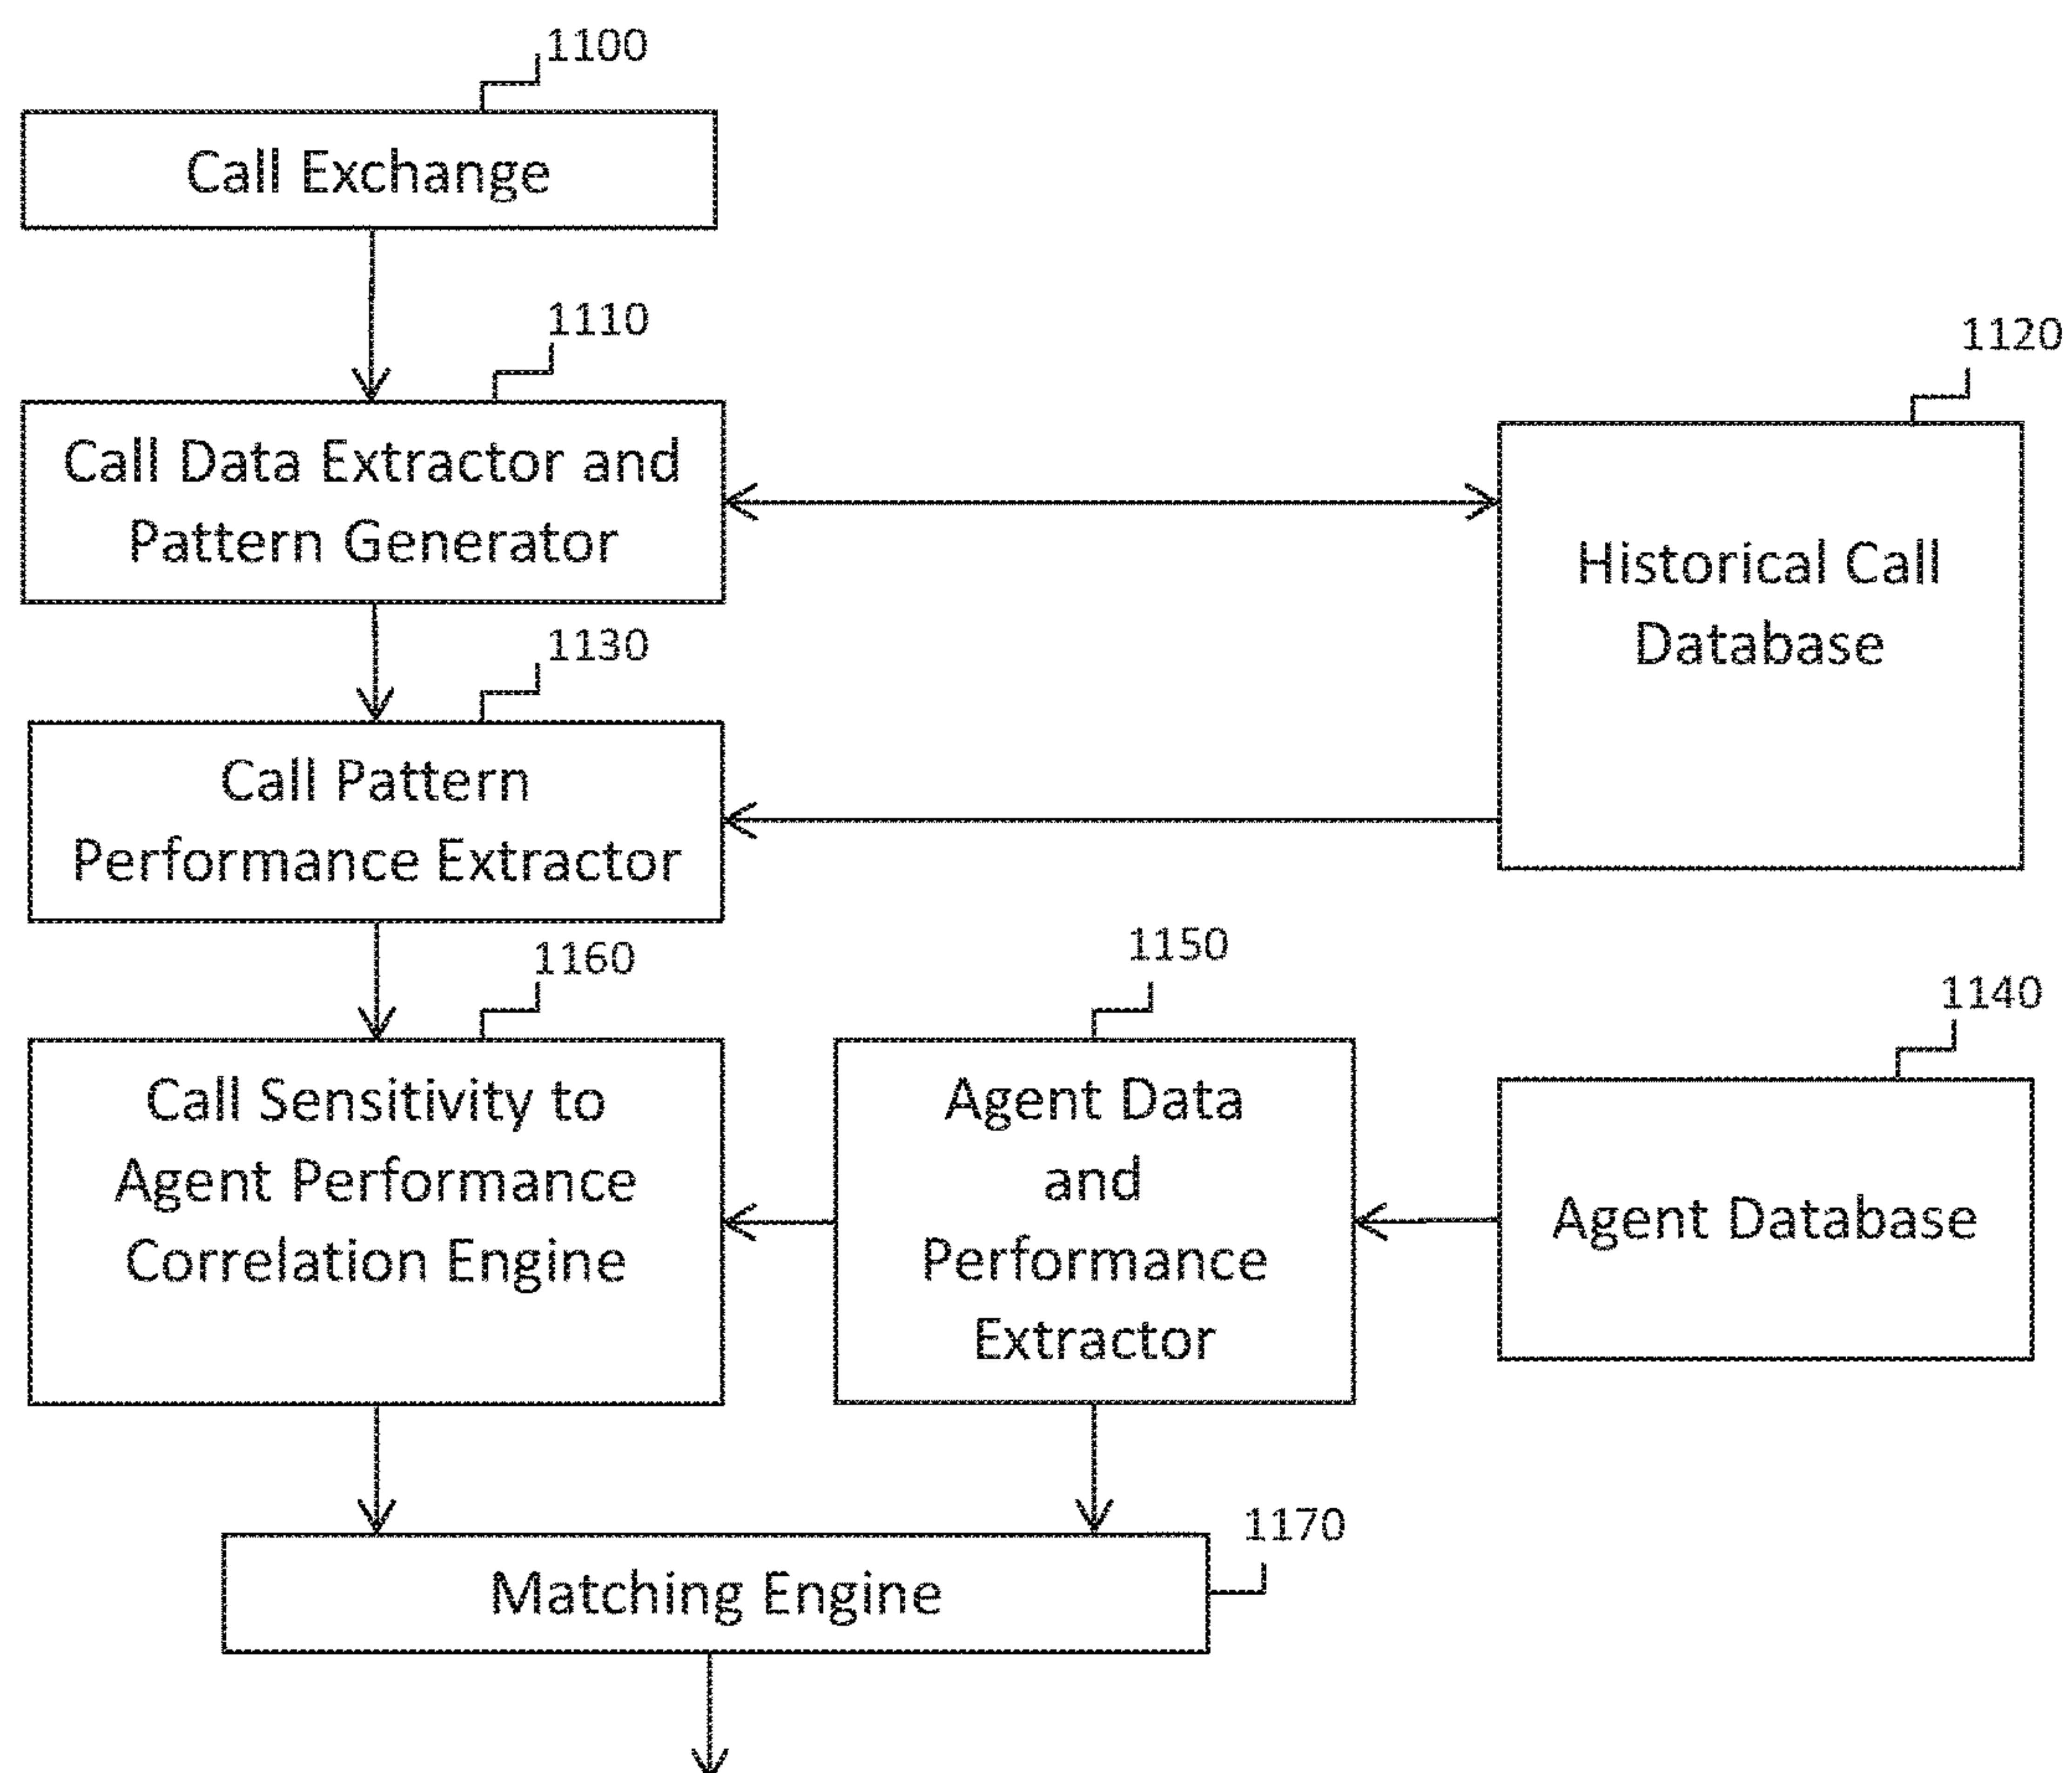 1100
Call Exchange
1110
1120
Call Data Extractor and
Pattern Generator
Historical Call
Database
1130
Call Pattern
Performance Extractor
1160
1150
1140
Call Sensitivity to
Agent Performance
Correlation Engine
Agent Data
and
Performance
Extractor
Agent Database
1170
Matching Engine